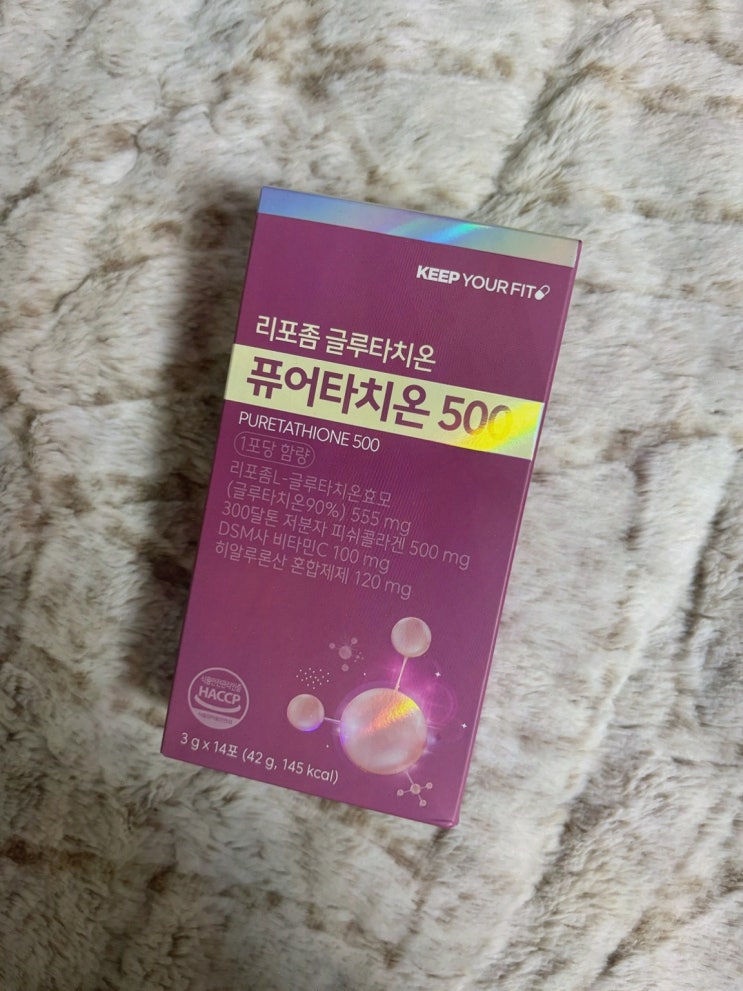 KEEP YOUR FIT
리포좀 글루타치온
퓨어타치온 500
PURETATHIONE 500
1포당 함량
리포좀L-글루타치온효모
(글루타치온90%) 555 mg
300달톤 저분자 피쉬콜라겐 500 mg
DSM사 비타민C 100 mg
히알루론산 혼합제제 120 mg
HACCP
3 g x 14포 (42 g, 145 kcal)